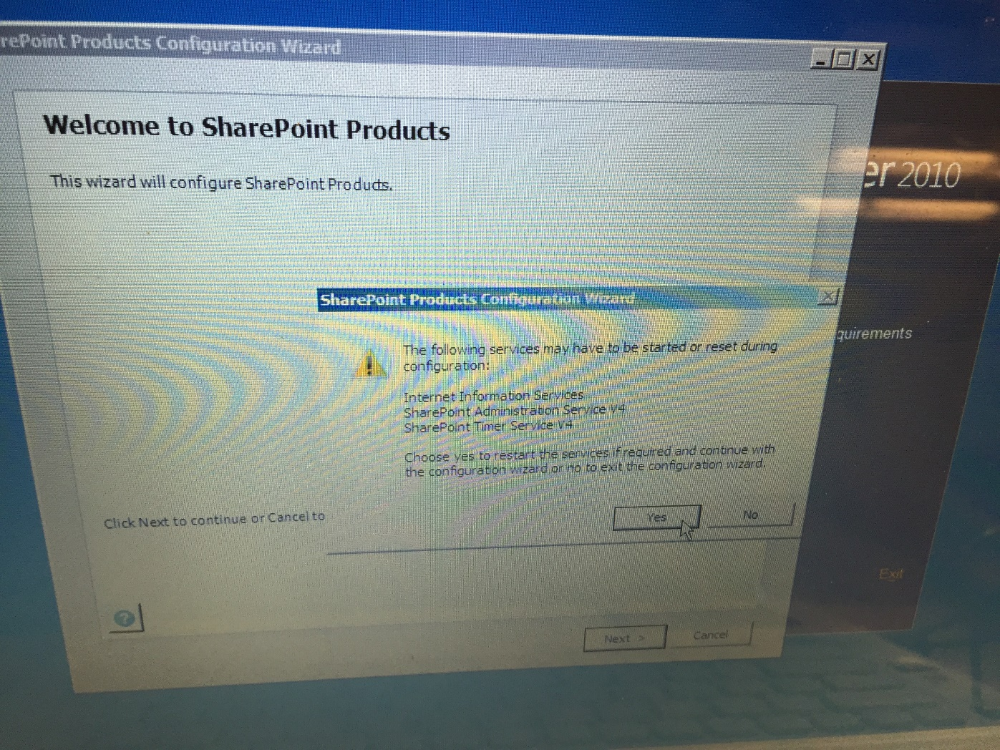 rePoint Products Configuration Wizard
Welcome to SharePoint Products
This wizard will configure SharePoint Products.
er 2010
SharePoint Products Configuration Wizard
quirements
The following services may have to be started or reset during
configuration:
Internet Information Services
SharePoint Administration Service V4
SharePoint Timer Service V4
Choose yes to restart the services if required and continue with
the configuration wizard or no to exit the configuration wizard.
Click Next to continue or Cancel to
Yes
No
Exit
?
Next >
Cancel